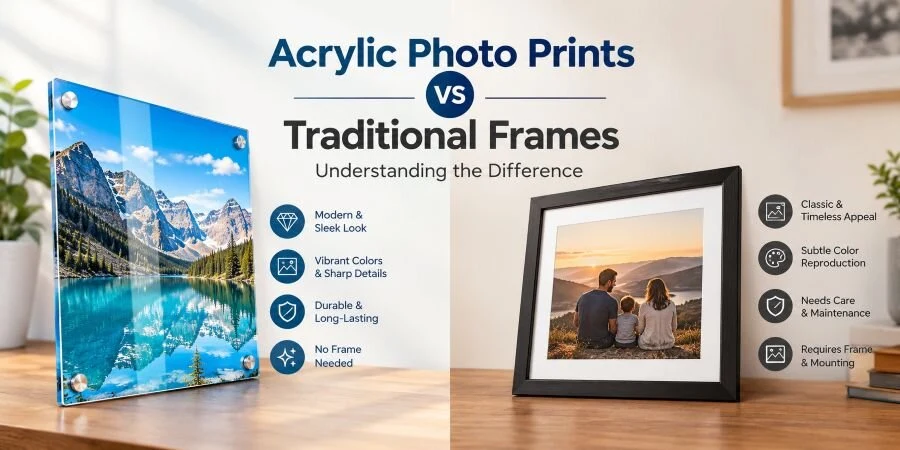 Acrylic Photo Prints
VS
Traditional Frames
Understanding the Difference
Modern &
Sleek Look
Vibrant Colors
& Sharp Details
Durable &
Long-Lasting
No Frame
Needed
Classic &
Timeless Appeal
Subtle Color
Reproduction
Needs Care
& Maintenance
Requires Frame
& Mounting